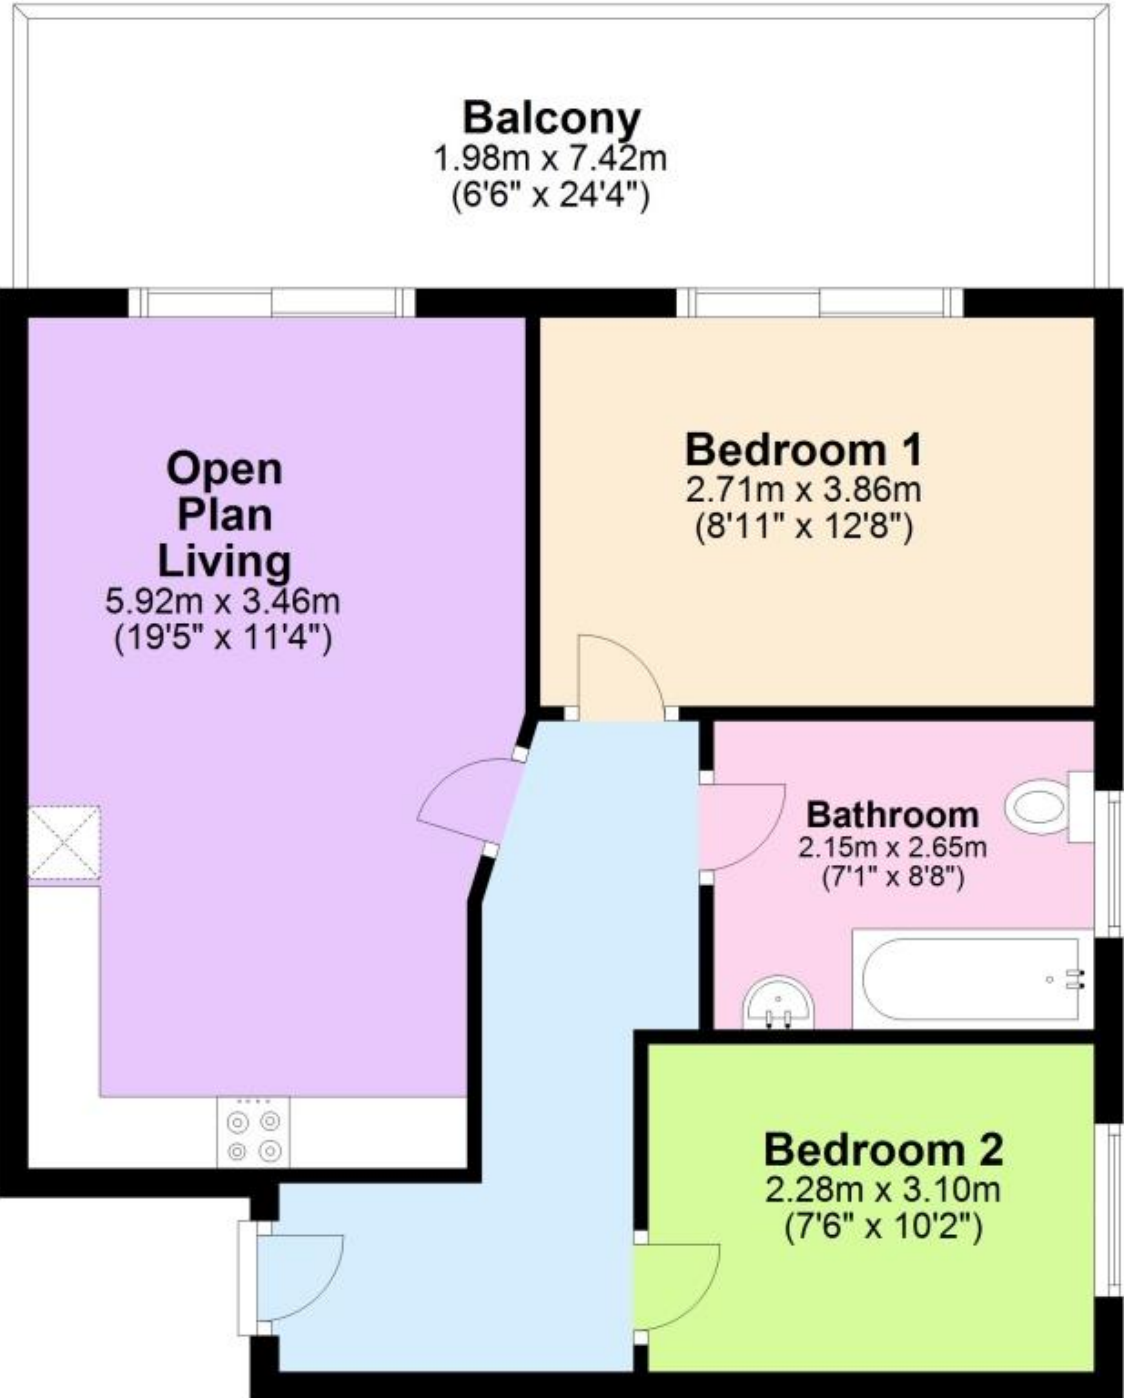 Balcony
1.98m x 7.42m
(6'6" x 24'4")
Open
Plan
Living
5.92m x 3.46m
(19'5" x 11'4")
Bedroom 1
2.71m x 3.86m
(8'11" x 12'8")
Bathroom
2.15m x 2.65m
(7'1" x 8'8")
Bedroom 2
2.28m x 3.10m
(7'6" x 10'2")